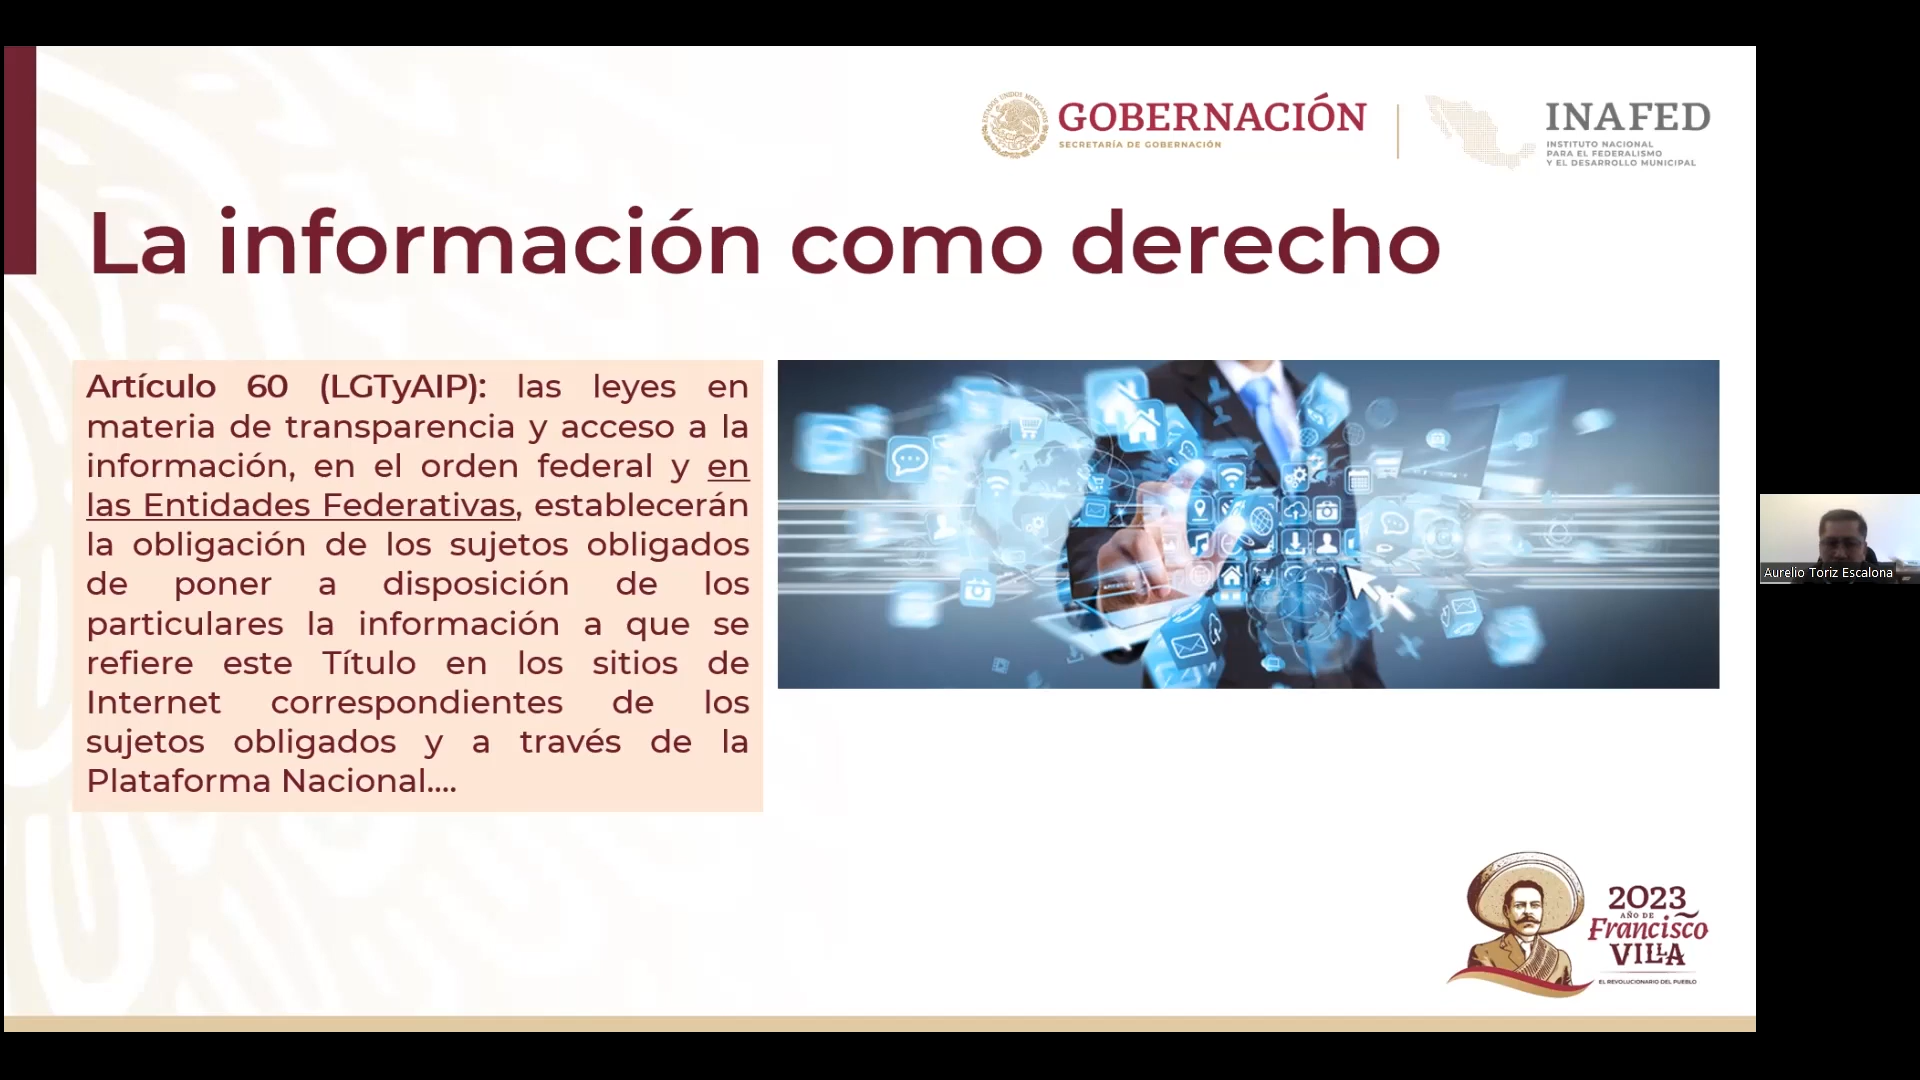 ESTADOS UNIDOS MEXICANOS
GOBERNACIÓN
SECRETARÍA DE GOBERNACIÓN
INAFED
INSTITUTO NACIONAL
PARA EL FEDERALISMO
Y EL DESARROLLO MUNICIPAL
La información como derecho
Artículo 60 (LGTyAIP): las leyes en
materia de transparencia y acceso a la
información, en el orden federal y en
las Entidades Federativas, establecerán
la obligación de los sujetos obligados
de poner a disposición de los
particulares la información a que se
refiere este Título en los sitios de
Internet correspondientes de los
sujetos obligados y a través de la
Plataforma Nacional....
Aurelio Toriz Escalona
2023
AÑO DE
Francisco
VILLA
EL REVOLUCIONARIO DEL PUEBLO